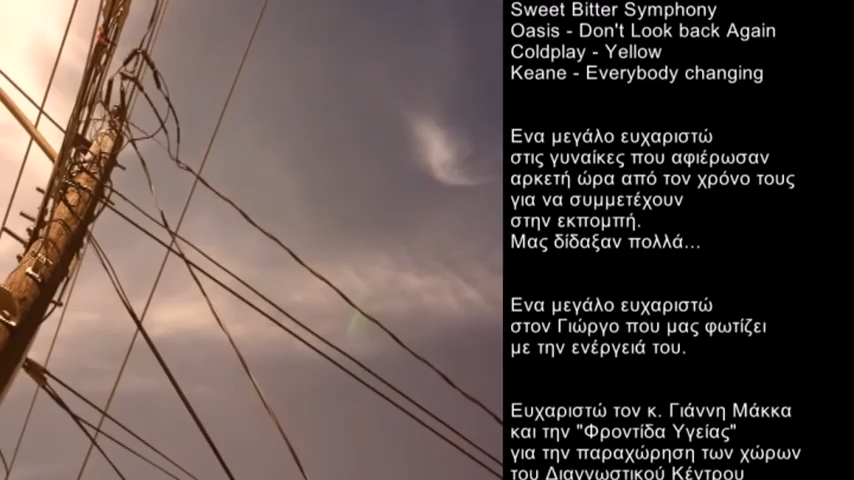 Sweet Bitter Symphony
Oasis - Don't Look back Again
Coldplay - Yellow
Keane - Everybody changing
Ενα μεγάλο ευχαριστώ
στις γυναίκες που αφιέρωσαν
αρκετή ώρα από τον χρόνο τους
για να συμμετέχουν
στην εκπομπή.
Μας δίδαξαν πολλά...
Ενα μεγάλο ευχαριστώ
στον Γιώργο που μας φωτίζει
με την ενέργειά του.
Ευχαριστώ τον κ. Γιάννη Μάκκα
και την "Φροντίδα Υγείας"
για την παραχώρηση των χώρων
του Διαγνωστικού Κέντρου